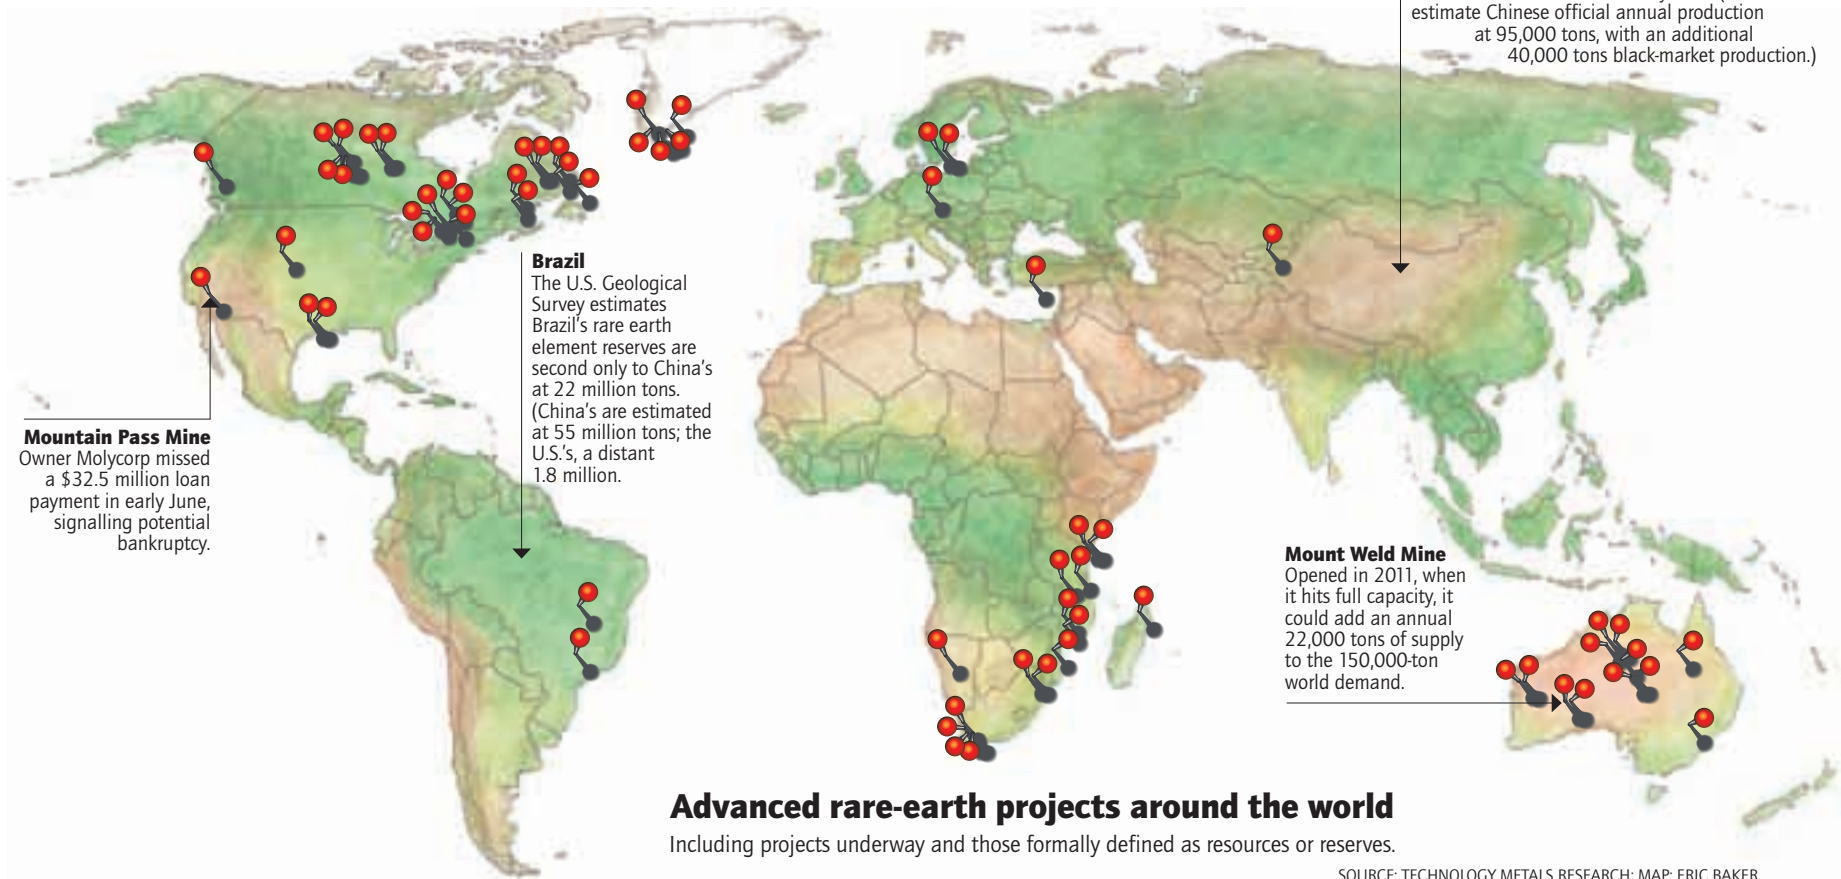 estimate Chinese official annual production
at 95,000 tons, with an additional
40,000 tons black-market production.)
Brazil
The U.S. Geological
Survey estimates
Brazil's rare earth
element reserves are
second only to China's
at 22 million tons.
(China's are estimated
at 55 million tons; the
U.S.'s, a distant
1.8 million.
Mountain Pass Mine
Owner Molycorp missed
a $32.5 million loan
payment in early June,
signalling potential
bankruptcy.
Mount Weld Mine
Opened in 2011, when
it hits full capacity, it
could add an annual
22,000 tons of supply
to the 150,000-ton
world demand.
Advanced rare-earth projects around the world
Including projects underway and those formally defined as resources or reserves.
SOURCE: TECHNOLOGY METALS RESEARCH; MAP: ERIC BAKER